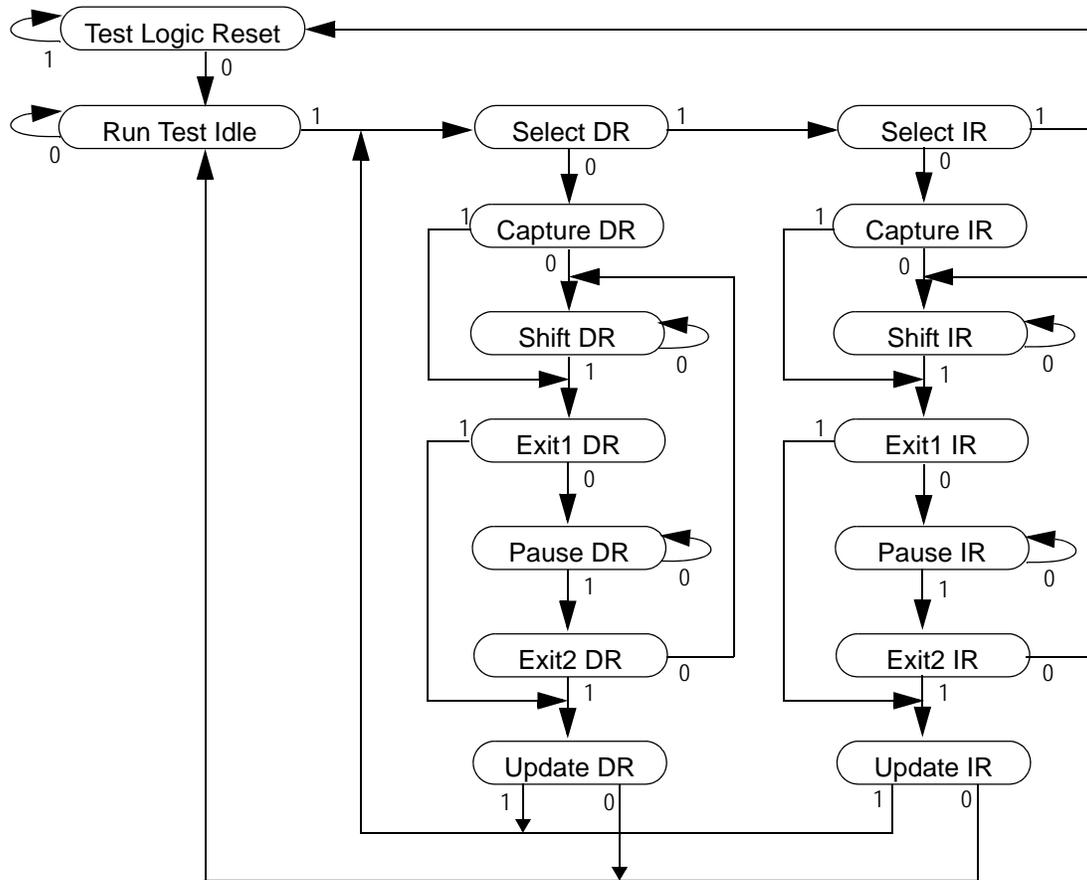 Test Logic Reset
1
0
Run Test Idle
1
0
Select DR
1
0
Select IR
1
0
Capture DR
1
0
Capture IR
1
0
Shift DR
0
1
Shift IR
0
1
Exit1 DR
1
0
Exit1 IR
1
0
Pause DR
0
1
Pause IR
0
1
Exit2 DR
0
1
Exit2 IR
0
1
Update DR
1
0
Update IR
1
0